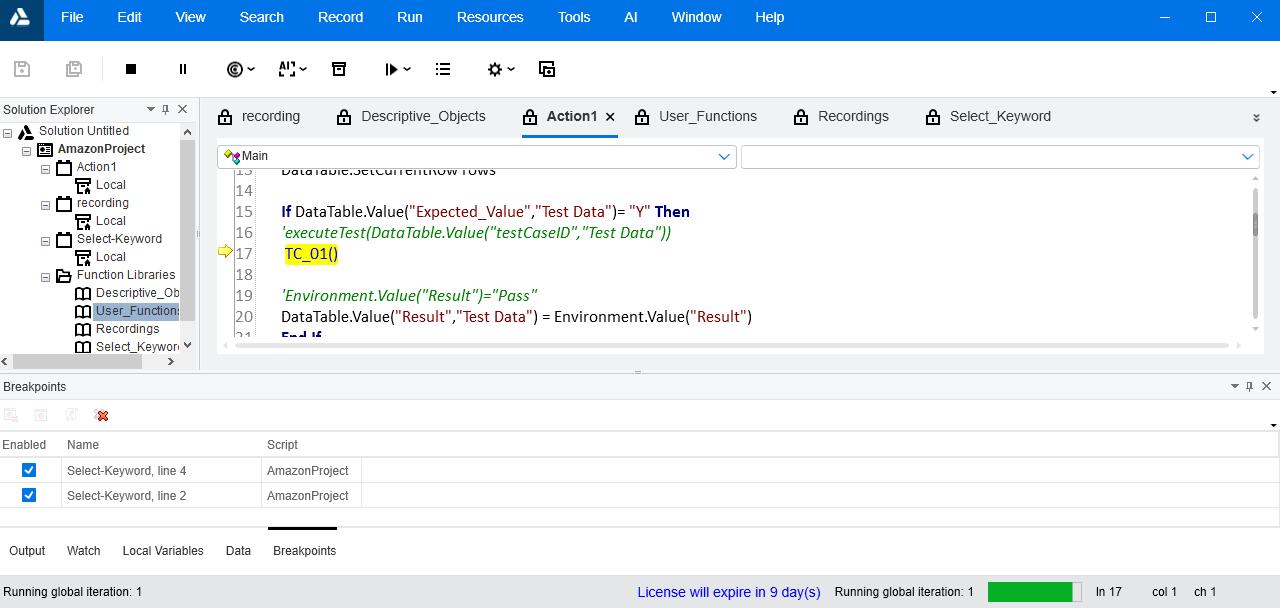 File Edit View Search Record Run Resources Tools AI Window Help
AI
Solution Explorer
Solution Untitled
AmazonProject
Action1
Local
recording
Local
Select-Keyword
Local
Function Libraries
Descriptive_Ob
User_Functions
Recordings
Select_Keywor
recording Descriptive_Objects Action1 User_Functions Recordings Select_Keyword
Main
13 DataTable.SetCurrentRow rows
14
15 If DataTable.Value("Expected_Value","Test Data")= "Y" Then
16 'executeTest(DataTable.Value("testCaseID","Test Data"))
17 TC_01()
18
19 'Environment.Value("Result")="Pass"
20 DataTable.Value("Result","Test Data") = Environment.Value("Result")
21 End If
Breakpoints
Enabled Name Script
Select-Keyword, line 4 AmazonProject
Select-Keyword, line 2 AmazonProject
Output Watch Local Variables Data Breakpoints
Running global iteration: 1 License will expire in 9 day(s) Running global iteration: 1 ln 17 col 1 ch 1